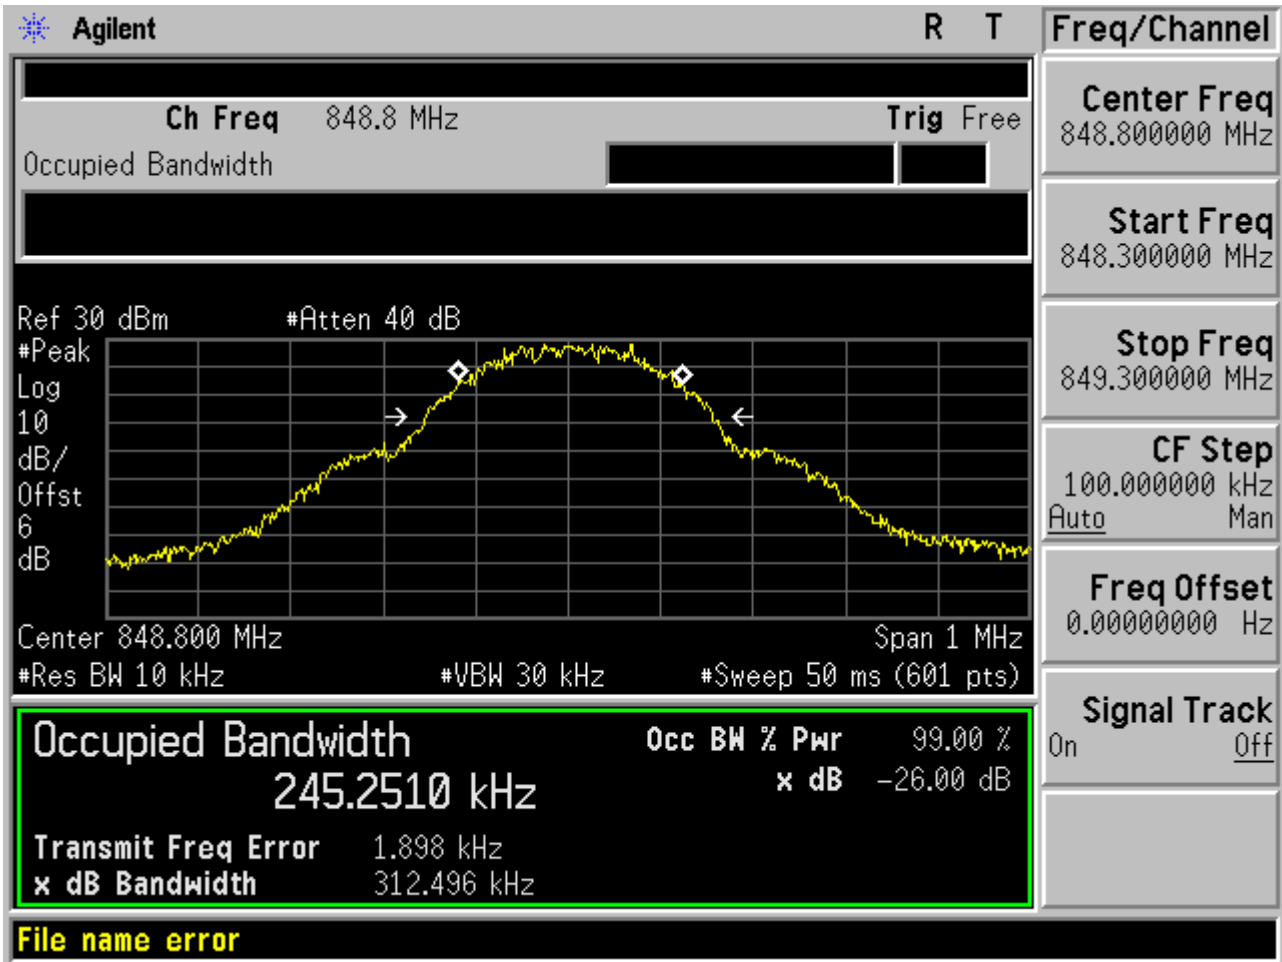 Agilent R T Freq/Channel
Ch Freq 848.8 MHz Trig Free
Occupied Bandwidth
Center Freq
848.800000 MHz
Start Freq
848.300000 MHz
Stop Freq
849.300000 MHz
CF Step
100.000000 kHz
Auto Man
Freq Offset
0.00000000 Hz
Signal Track
On Off
Ref 30 dBm #Atten 40 dB
#Peak
Log
10
dB/
Offst
6
dB
Center 848.800 MHz Span 1 MHz
#Res BW 10 kHz #VBW 30 kHz #Sweep 50 ms (601 pts)
Occupied Bandwidth Occ BW % Pwr 99.00 %
245.2510 kHz x dB -26.00 dB
Transmit Freq Error 1.898 kHz
x dB Bandwidth 312.496 kHz
File name error